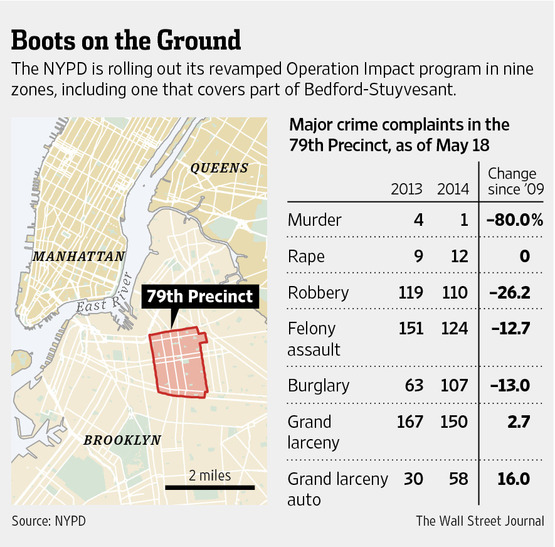 Boots on the Ground
The NYPD is rolling out its revamped Operation Impact program in nine
zones, including one that covers part of Bedford-Stuyvesant.
QUEENS
MANHATTAN
East River
79th Precinct
BROOKLYN
2 miles
Major crime complaints in the
79th Precinct, as of May 18
Change
2013 2014 since ’09
Murder 4 1 –80.0%
Rape 9 12 0
Robbery 119 110 –26.2
Felony 151 124 –12.7
assault
Burglary 63 107 –13.0
Grand 167 150 2.7
larceny
Grand larceny 30 58 16.0
auto
Source: NYPD
The Wall Street Journal